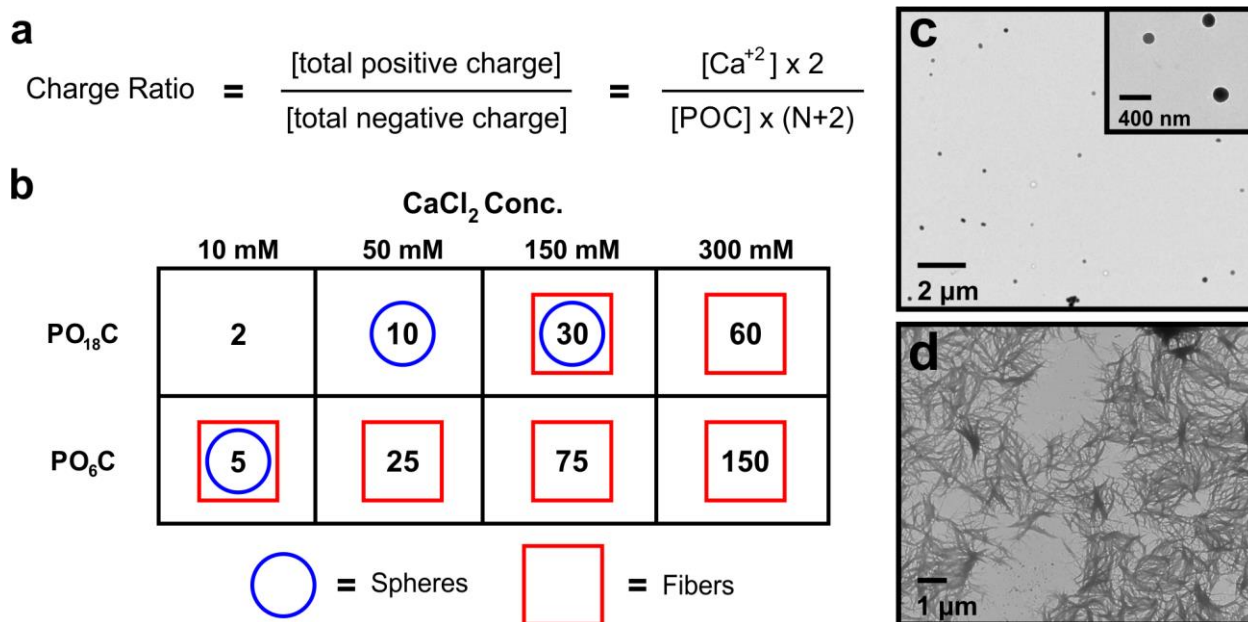 a
Charge Ratio = [total positive charge] / [total negative charge] = [Ca⁺²] x 2 / [POC] x (N+2)
b
CaCl₂ Conc.
10 mM 50 mM 150 mM 300 mM
PO₁₈C 2 10 30 60
PO₆C 5 25 75 150
= Spheres = Fibers
c
400 nm
2 µm
d
1 µm